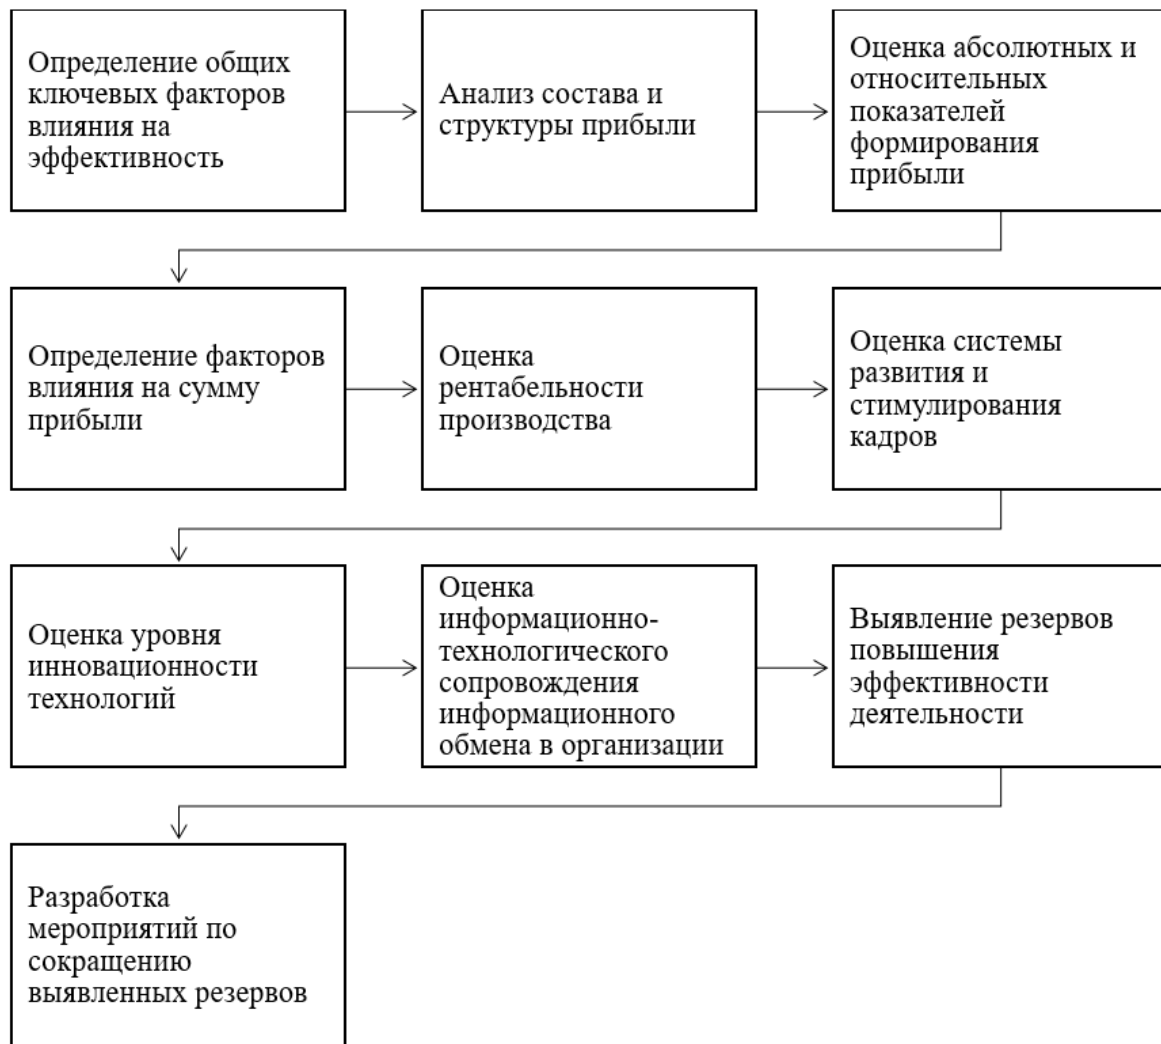 Определение общих
ключевых факторов
влияния на
эффективность
Анализ состава и
структуры прибыли
Оценка абсолютных и
относительных
показателей
формирования
прибыли
Определение факторов
влияния на сумму
прибыли
Оценка
рентабельности
производства
Оценка системы
развития и
стимулирования
кадров
Оценка уровня
инновационности
технологий
Оценка
информационно-
технологического
сопровождения
информационного
обмена в организации
Выявление резервов
повышения
эффективности
деятельности
Разработка
мероприятий по
сокращению
выявленных резервов